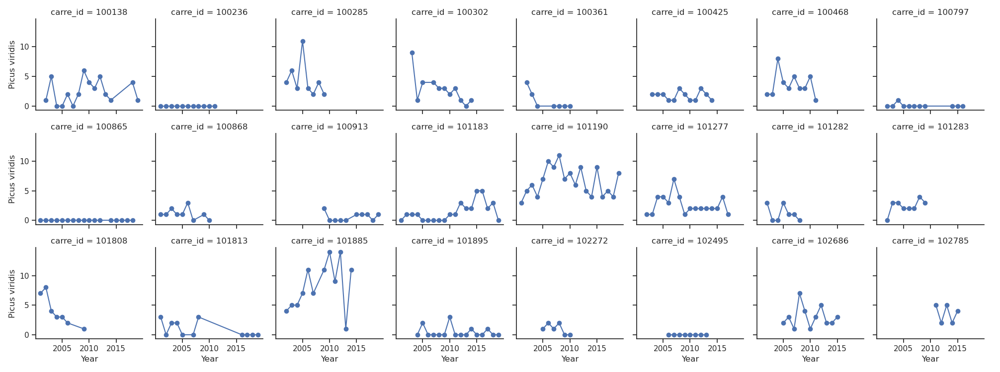 carre_id = 100138 carre_id = 100236 carre_id = 100285 carre_id = 100302 carre_id = 100361 carre_id = 100425 carre_id = 100468 carre_id = 100797
Picus viridis
10
5
0
carre_id = 100865 carre_id = 100868 carre_id = 100913 carre_id = 101183 carre_id = 101190 carre_id = 101277 carre_id = 101282 carre_id = 101283
Picus viridis
10
5
0
carre_id = 101808 carre_id = 101813 carre_id = 101885 carre_id = 101895 carre_id = 102272 carre_id = 102495 carre_id = 102686 carre_id = 102785
Picus viridis
10
5
0
2005 2010 2015 2005 2010 2015 2005 2010 2015 2005 2010 2015 2005 2010 2015 2005 2010 2015 2005 2010 2015 2005 2010 2015
Year Year Year Year Year Year Year Year